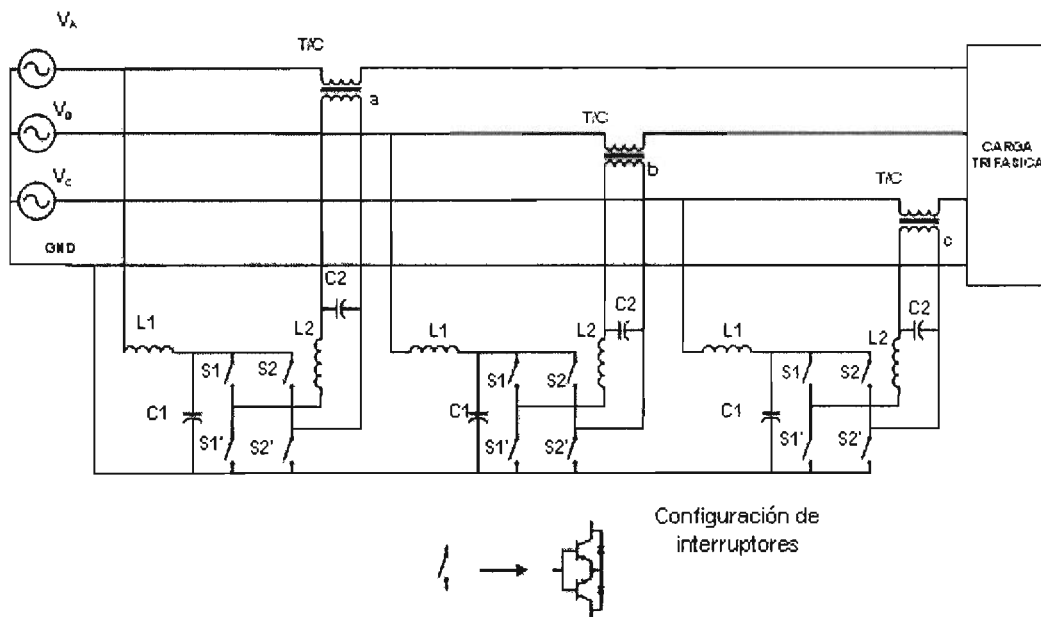 VA
T/C
a
VB
T/C
b
CARGA
TRIFASICA
VC
T/C
c
GND
C2
C2
C2
L1
L2
L1
L2
L1
L2
S1
S2
S1
S2
S1
S2
C1
C1
C1
S1'
S2'
S1'
S2'
S1'
S2'
Configuración de
interruptores